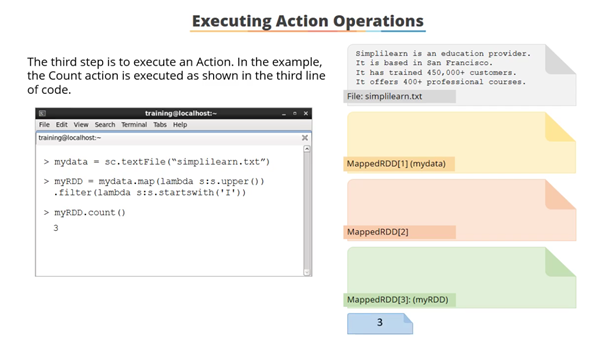 Executing Action Operations
The third step is to execute an Action. In the example,
the Count action is executed as shown in the third line
of code.
training@localhost:~
File Edit View Search Terminal Tabs Help
training@localhost:~
> mydata = sc.textFile("simplilearn.txt")
> myRDD = mydata.map(lambda s:s.upper())
.filter(lambda s:s.startswith('I'))
> myRDD.count()
3
Simplilearn is an education provider.
It is based in San Francisco.
It has trained 450,000+ customers.
It offers 400+ professional courses.
File: simplilearn.txt
MappedRDD[1] (mydata)
MappedRDD[2]
MappedRDD[3]: (myRDD)
3